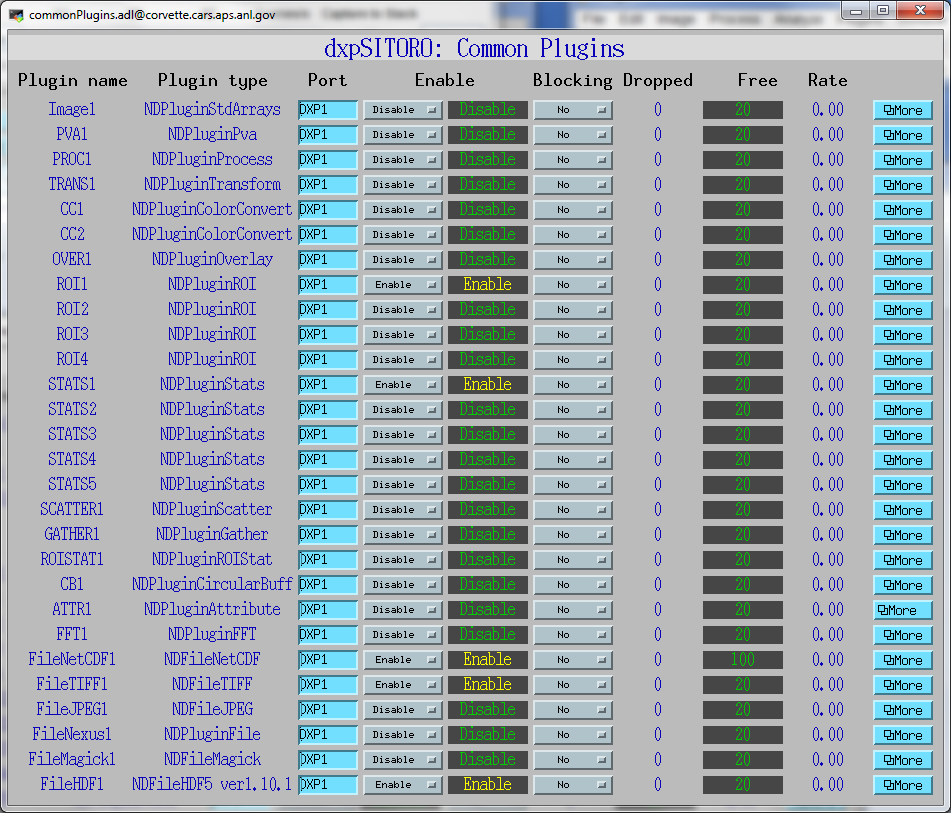 commonPlugins.adl@corvette.cars.aps.anl.gov
dxpSITORO: Common Plugins
Plugin name Plugin type Port Enable Blocking Dropped Free Rate
Image1 NDPluginStdArrays DXP1 Disable Disable No 0 20 0.00 More
PVA1 NDPluginPva DXP1 Disable Disable No 0 20 0.00 More
PROC1 NDPluginProcess DXP1 Disable Disable No 0 20 0.00 More
TRANS1 NDPluginTransform DXP1 Disable Disable No 0 20 0.00 More
CC1 NDPluginColorConvert DXP1 Disable Disable No 0 20 0.00 More
CC2 NDPluginColorConvert DXP1 Disable Disable No 0 20 0.00 More
OVER1 NDPluginOverlay DXP1 Disable Disable No 0 20 0.00 More
ROI1 NDPluginROI DXP1 Enable Enable No 0 20 0.00 More
ROI2 NDPluginROI DXP1 Disable Disable No 0 20 0.00 More
ROI3 NDPluginROI DXP1 Disable Disable No 0 20 0.00 More
ROI4 NDPluginROI DXP1 Disable Disable No 0 20 0.00 More
STATS1 NDPluginStats DXP1 Enable Enable No 0 20 0.00 More
STATS2 NDPluginStats DXP1 Disable Disable No 0 20 0.00 More
STATS3 NDPluginStats DXP1 Disable Disable No 0 20 0.00 More
STATS4 NDPluginStats DXP1 Disable Disable No 0 20 0.00 More
STATS5 NDPluginStats DXP1 Disable Disable No 0 20 0.00 More
SCATTER1 NDPluginScatter DXP1 Disable Disable No 0 20 0.00 More
GATHER1 NDPluginGather DXP1 Disable Disable No 0 20 0.00 More
ROISTAT1 NDPluginROIStat DXP1 Disable Disable No 0 20 0.00 More
CB1 NDPluginCircularBuff DXP1 Disable Disable No 0 20 0.00 More
ATTR1 NDPluginAttribute DXP1 Disable Disable No 0 20 0.00 More
FFT1 NDPluginFFT DXP1 Disable Disable No 0 20 0.00 More
FileNetCDF1 NDFileNetCDF DXP1 Enable Enable No 0 100 0.00 More
FileTIFF1 NDFileTIFF DXP1 Enable Enable No 0 20 0.00 More
FileJPEG1 NDFileJPEG DXP1 Disable Disable No 0 20 0.00 More
FileNexus1 NDPluginFile DXP1 Disable Disable No 0 20 0.00 More
FileMagick1 NDFileMagick DXP1 Disable Disable No 0 20 0.00 More
FileHDF1 NDFileHDF5 ver1.10.1 DXP1 Enable Enable No 0 20 0.00 More